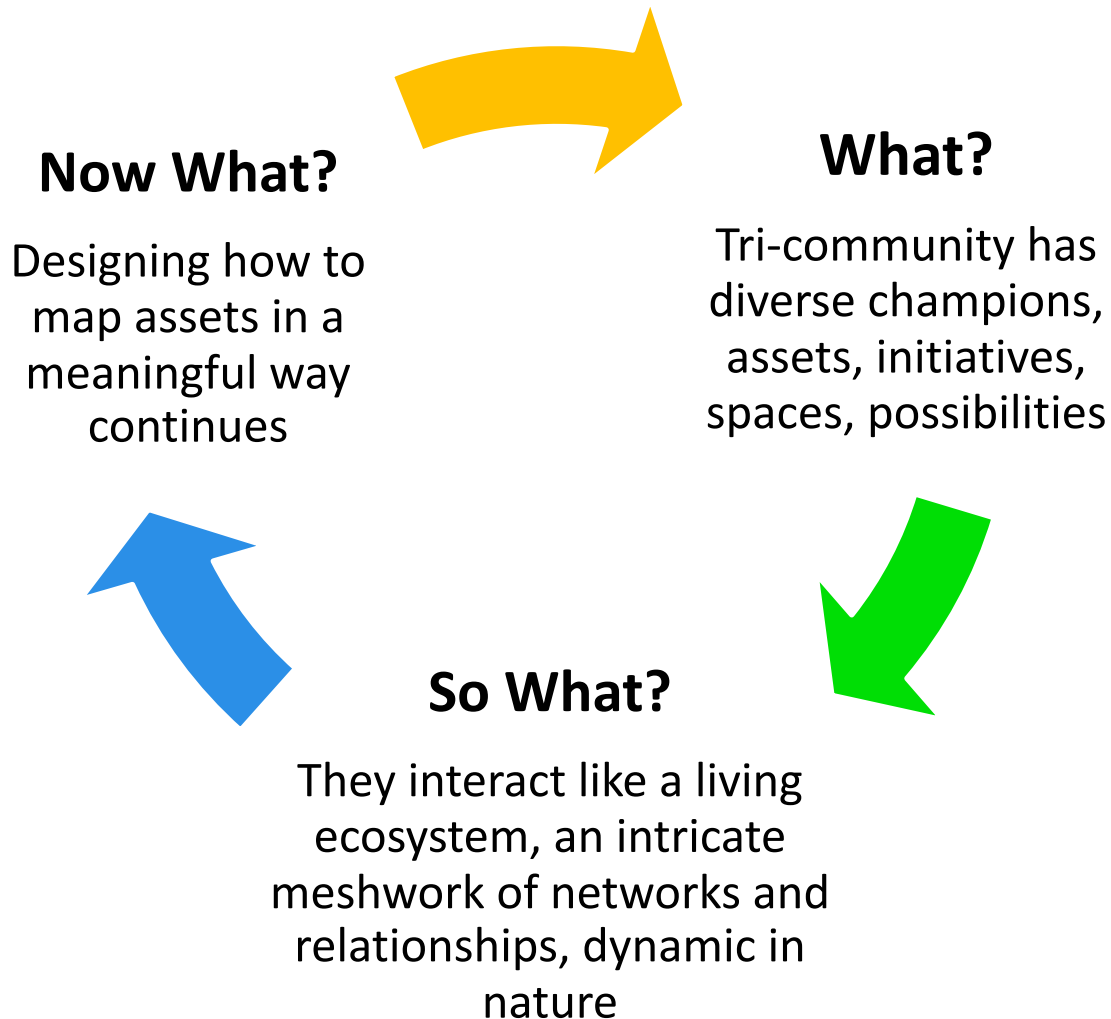 Now What?
Designing how to
map assets in a
meaningful way
continues
What?
Tri-community has
diverse champions,
assets, initiatives,
spaces, possibilities
So What?
They interact like a living
ecosystem, an intricate
meshwork of networks and
relationships, dynamic in
nature